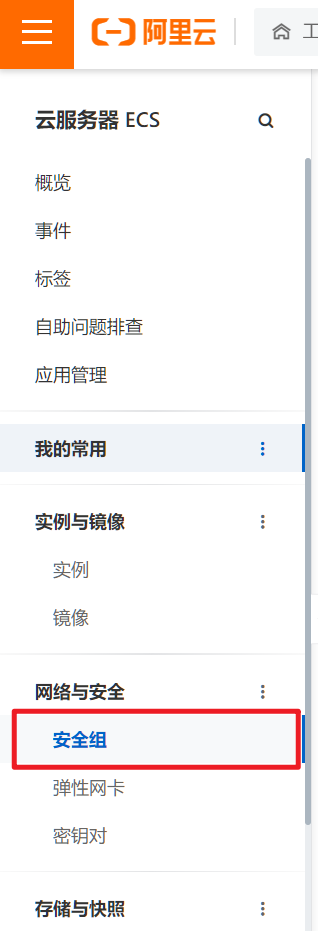 阿里云
工
云服务器 ECS
概览
事件
标签
自助问题排查
应用管理
我的常用
实例与镜像
实例
镜像
网络与安全
安全组
弹性网卡
密钥对
存储与快照